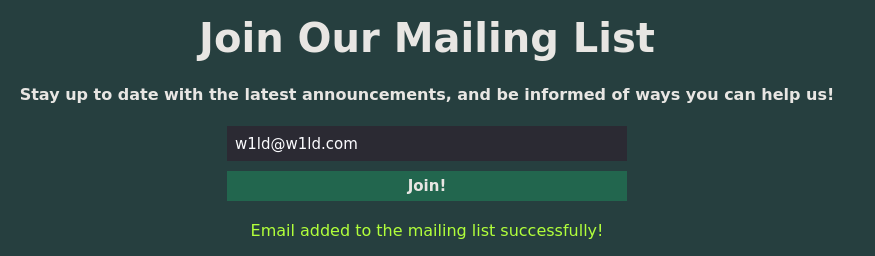 Join Our Mailing List
Stay up to date with the latest announcements, and be informed of ways you can help us!
w1ld@w1ld.com
Join!
Email added to the mailing list successfully!